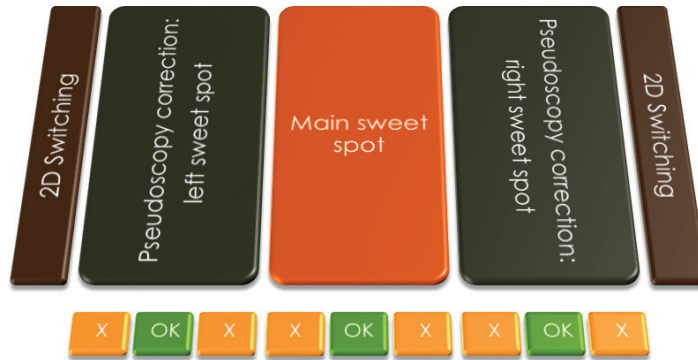 2D Switching
Pseudoscopy correction:
left sweet spot
Main sweet
spot
Pseudoscopy correction:
right sweet spot
2D Switching
X OK X X OK X X OK X